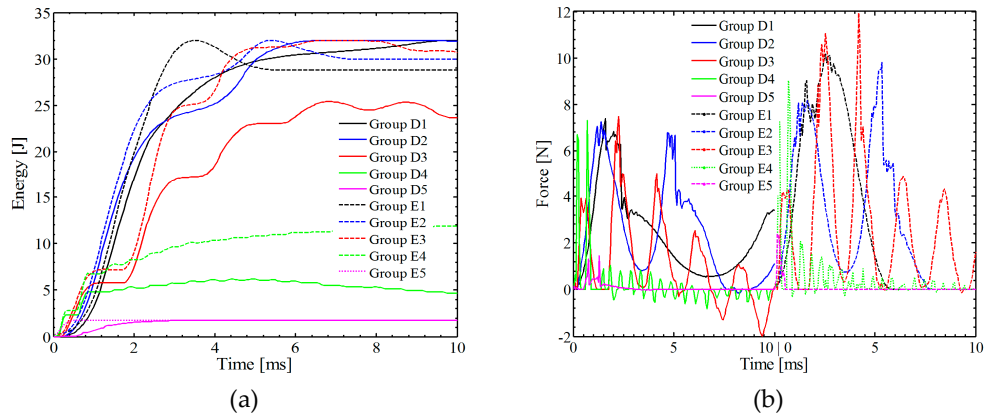 35
30
25
20
15
10
5
0
Energy [J]
Group D1
Group D2
Group D3
Group D4
Group D5
Group E1
Group E2
Group E3
Group E4
Group E5
0 2 4 6 8 10
Time [ms]
(a)
12
10
8
6
4
2
0
-2
Force [N]
Group D1
Group D2
Group D3
Group D4
Group D5
Group E1
Group E2
Group E3
Group E4
Group E5
0 5 10 | 0 5 10
Time [ms]
(b)